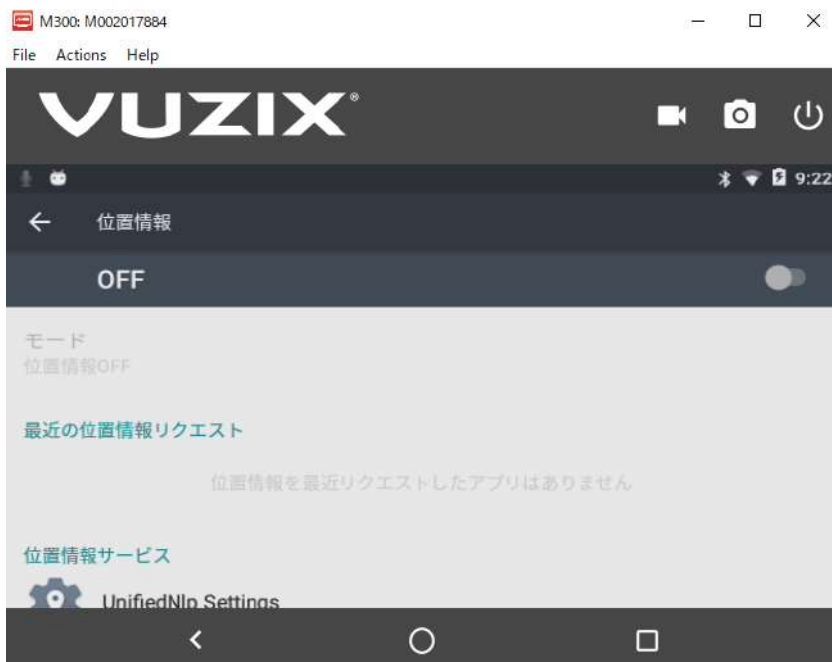 M300: M002017884
File Actions Help
VUZIX®
9:22
位置情報
OFF
モード
位置情報OFF
最近の位置情報リクエスト
位置情報を最近リクエストしたアプリはありません
位置情報サービス
UnifiedNlp Settings